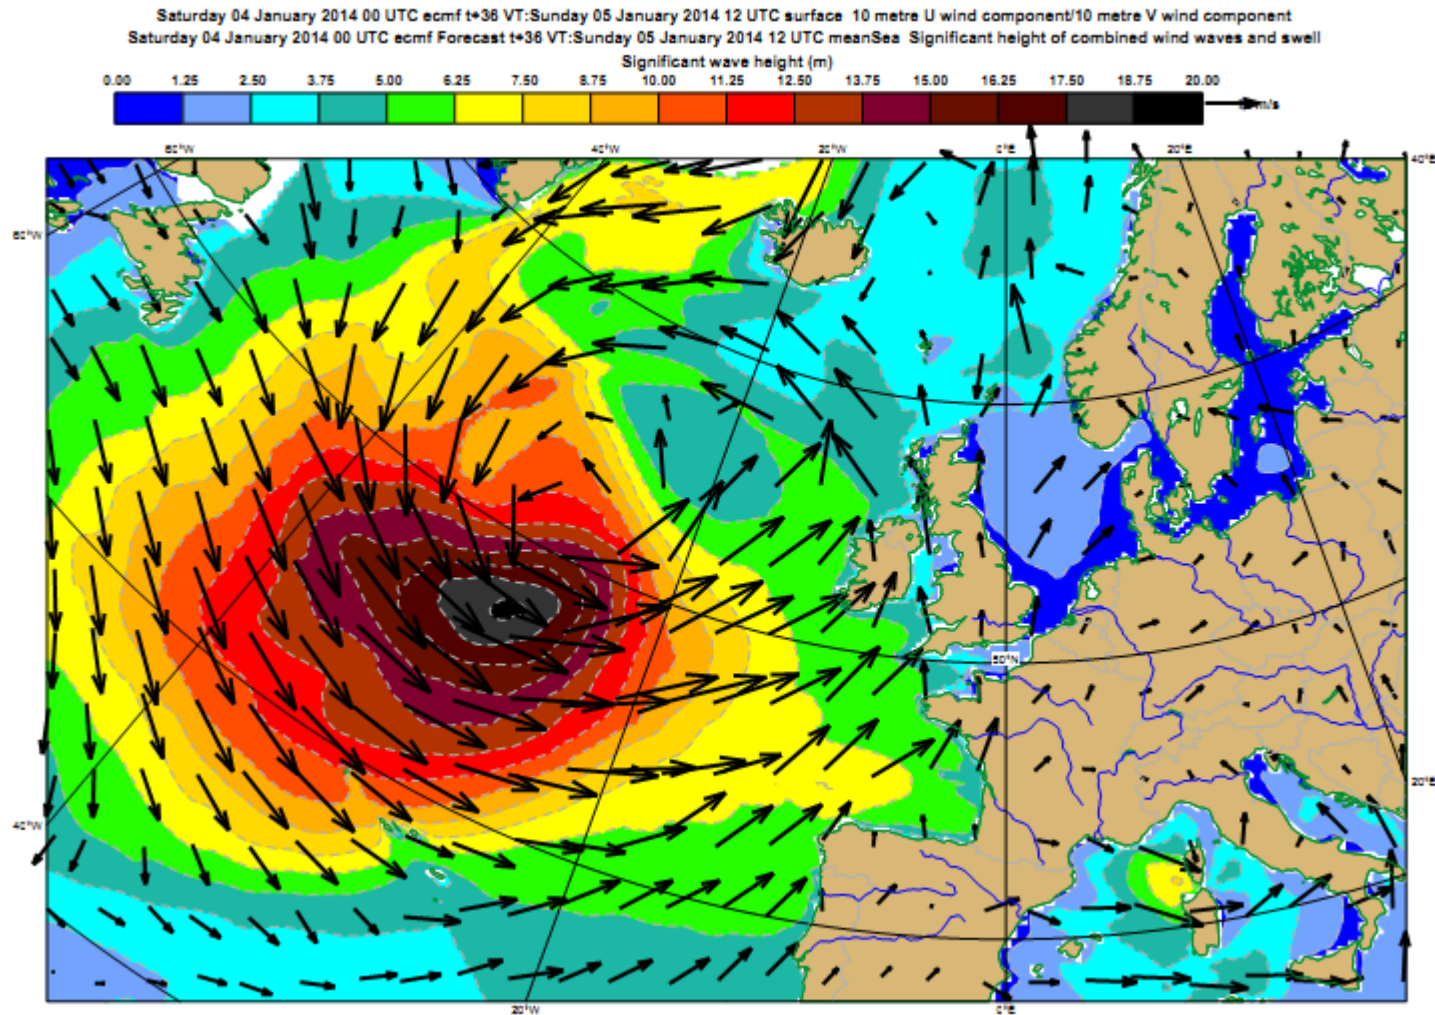 Saturday 04 January 2014 00 UTC ecmf t+36 VT:Sunday 05 January 2014 12 UTC surface 10 metre U wind component/10 metre V wind component
Saturday 04 January 2014 00 UTC ecmf Forecast t+36 VT:Sunday 05 January 2014 12 UTC meanSea Significant height of combined wind waves and swell
Significant wave height (m)
0.00 1.25 2.50 3.75 5.00 6.25 7.50 8.75 10.00 11.25 12.50 13.75 15.00 16.25 17.50 18.75 20.00
m/s
60°W 40°W 20°W 0°E 20°E 40°E
60°W
50°N
20°E
40°W
20°W 0°E